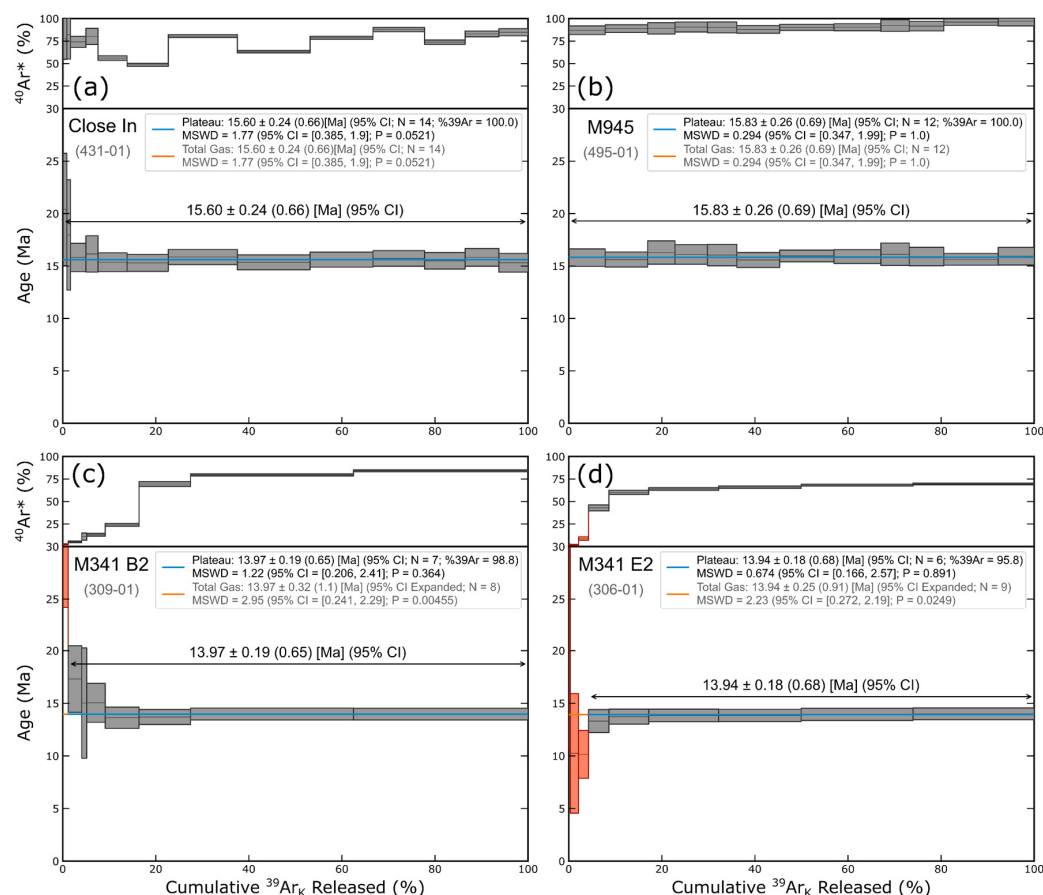 100
75
50
25
⁴⁰Ar* (%)
(a)
30
25
20
15
10
5
0
Age (Ma)
Close In
(431-01)
Plateau: 15.60 ± 0.24 (0.66)[Ma] (95% CI; N = 14; %39Ar = 100.0)
MSWD = 1.77 (95% CI = [0.385, 1.9]; P = 0.0521)
Total Gas: 15.60 ± 0.24 (0.66)[Ma] (95% CI; N = 14)
MSWD = 1.77 (95% CI = [0.385, 1.9]; P = 0.0521)
15.60 ± 0.24 (0.66) [Ma] (95% CI)
0 20 40 60 80 100
100
75
50
25
(b)
30
25
20
15
10
5
0
M945
(495-01)
Plateau: 15.83 ± 0.26 (0.69) [Ma] (95% CI; N = 12; %39Ar = 100.0)
MSWD = 0.294 (95% CI = [0.347, 1.99]; P = 1.0)
Total Gas: 15.83 ± 0.26 (0.69) [Ma] (95% CI; N = 12)
MSWD = 0.294 (95% CI = [0.347, 1.99]; P = 1.0)
15.83 ± 0.26 (0.69) [Ma] (95% CI)
0 20 40 60 80 100
100
75
50
25
⁴⁰Ar* (%)
(c)
30
25
20
15
10
5
0
Age (Ma)
M341 B2
(309-01)
Plateau: 13.97 ± 0.19 (0.65) [Ma] (95% CI; N = 7; %39Ar = 98.8)
MSWD = 1.22 (95% CI = [0.206, 2.41]; P = 0.364)
Total Gas: 13.97 ± 0.32 (1.1) [Ma] (95% CI Expanded; N = 8)
MSWD = 2.95 (95% CI = [0.241, 2.29]; P = 0.00455)
13.97 ± 0.19 (0.65) [Ma] (95% CI)
0 20 40 60 80 100
Cumulative ³⁹Ar_K Released (%)
100
75
50
25
(d)
30
25
20
15
10
5
0
M341 E2
(306-01)
Plateau: 13.94 ± 0.18 (0.68) [Ma] (95% CI; N = 6; %39Ar = 95.8)
MSWD = 0.674 (95% CI = [0.166, 2.57]; P = 0.891)
Total Gas: 13.94 ± 0.25 (0.91) [Ma] (95% CI Expanded; N = 9)
MSWD = 2.23 (95% CI = [0.272, 2.19]; P = 0.0249)
13.94 ± 0.18 (0.68) [Ma] (95% CI)
0 20 40 60 80 100
Cumulative ³⁹Ar_K Released (%)